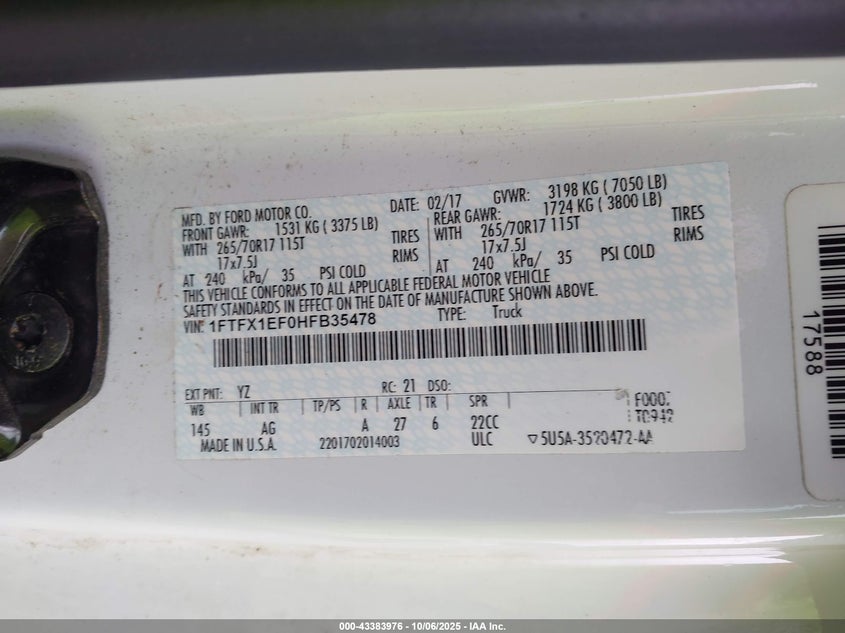 MFD. BY FORD MOTOR CO. DATE: 02/17 GVWR: 3198 KG ( 7050 LB)
FRONT GAWR: 1531 KG ( 3375 LB) REAR GAWR: 1724 KG ( 3800 LB)
WITH 265/70R17 115T TIRES WITH 265/70R17 115T TIRES
17x7.5J RIMS 17x7.5J RIMS
AT 240 kPa/ 35 PSI COLD AT 240 kPa/ 35 PSI COLD
THIS VEHICLE CONFORMS TO ALL APPLICABLE FEDERAL MOTOR VEHICLE
SAFETY STANDARDS IN EFFECT ON THE DATE OF MANUFACTURE SHOWN ABOVE.
VIN: 1FTFX1EF0HFB35478 TYPE: Truck
EXT PNT: YZ RC: 21 DSO:
WB INT TR TP/PS R AXLE TR SPR
145 AG A 27 6 22CC
MADE IN U.S.A. 2201702014003 ULC
17588
000-43383976 - 10/06/2025 - IAA Inc.